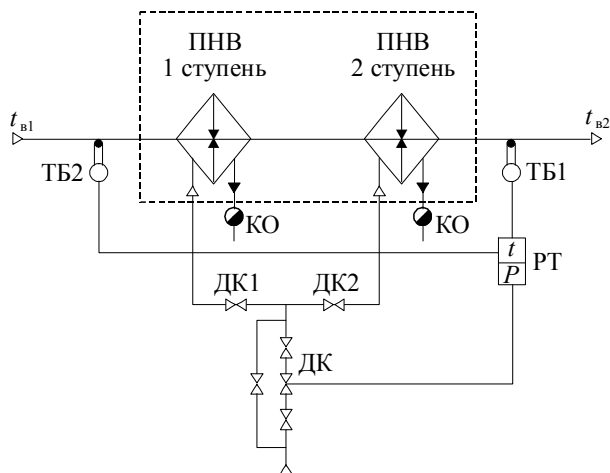 ПНВ
1 ступень
ПНВ
2 ступень
tв1
tв2
ТБ2
ТБ1
КО
КО
t
P
РТ
ДК1
ДК2
ДК